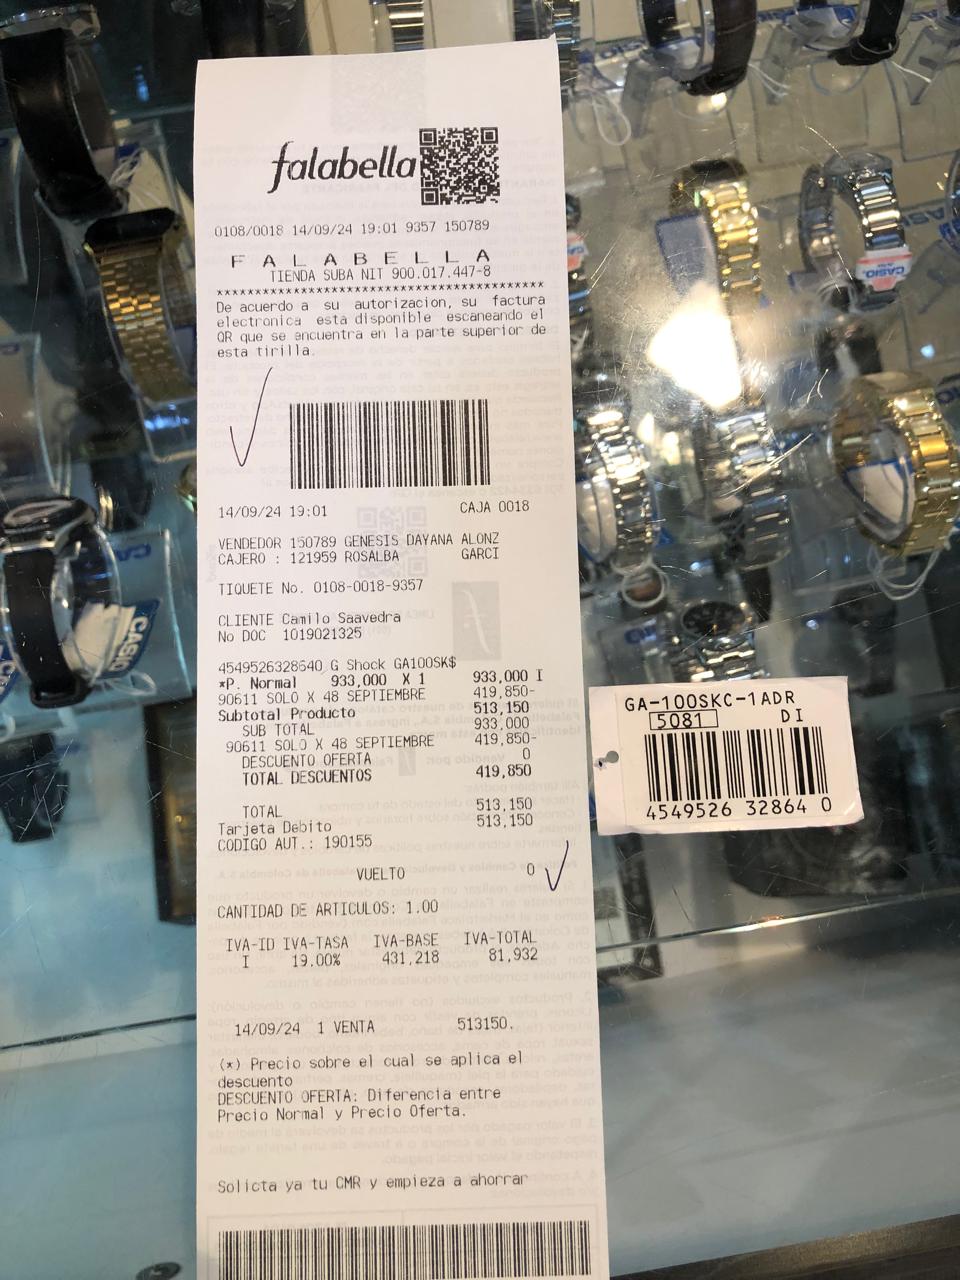 falabella
0108/0018 14/09/24 19:01 9357 150789
F A L A B E L L A
TIENDA SUBA NIT 900.017.447-8
****************************************
De acuerdo a su autorizacion, su factura
electronica esta disponible escaneando el
QR que se encuentra en la parte superior de
esta tirilla.
14/09/24 19:01 CAJA 0018
VENDEDOR 150789 GENESIS DAYANA ALONZ
CAJERO : 121959 ROSALBA GARCI
TIQUETE No. 0108-0018-9357
CLIENTE Camilo Saavedra
No DOC 1019021325
4549526328640 G Shock GA100SK$
*P. Normal 933,000 X 1 933,000 I
90611 SOLO X 48 SEPTIEMBRE 419,850-
Subtotal Producto 513,150
SUB TOTAL 933,000
90611 SOLO X 48 SEPTIEMBRE 419,850-
DESCUENTO OFERTA 0
TOTAL DESCUENTOS 419,850
TOTAL 513,150
Tarjeta Debito 513,150
CODIGO AUT.: 190155
VUELTO 0
CANTIDAD DE ARTICULOS: 1.00
IVA-ID IVA-TASA IVA-BASE IVA-TOTAL
I 19.00% 431,218 81,932
14/09/24 1 VENTA 513150.
(*) Precio sobre el cual se aplica el
descuento
DESCUENTO OFERTA: Diferencia entre
Precio Normal y Precio Oferta.
Solicta ya tu CMR y empieza a ahorrar
GA-100SKC-1ADR
5081 DI
4549526 32864 0
CASIO
CASIO
CASIO